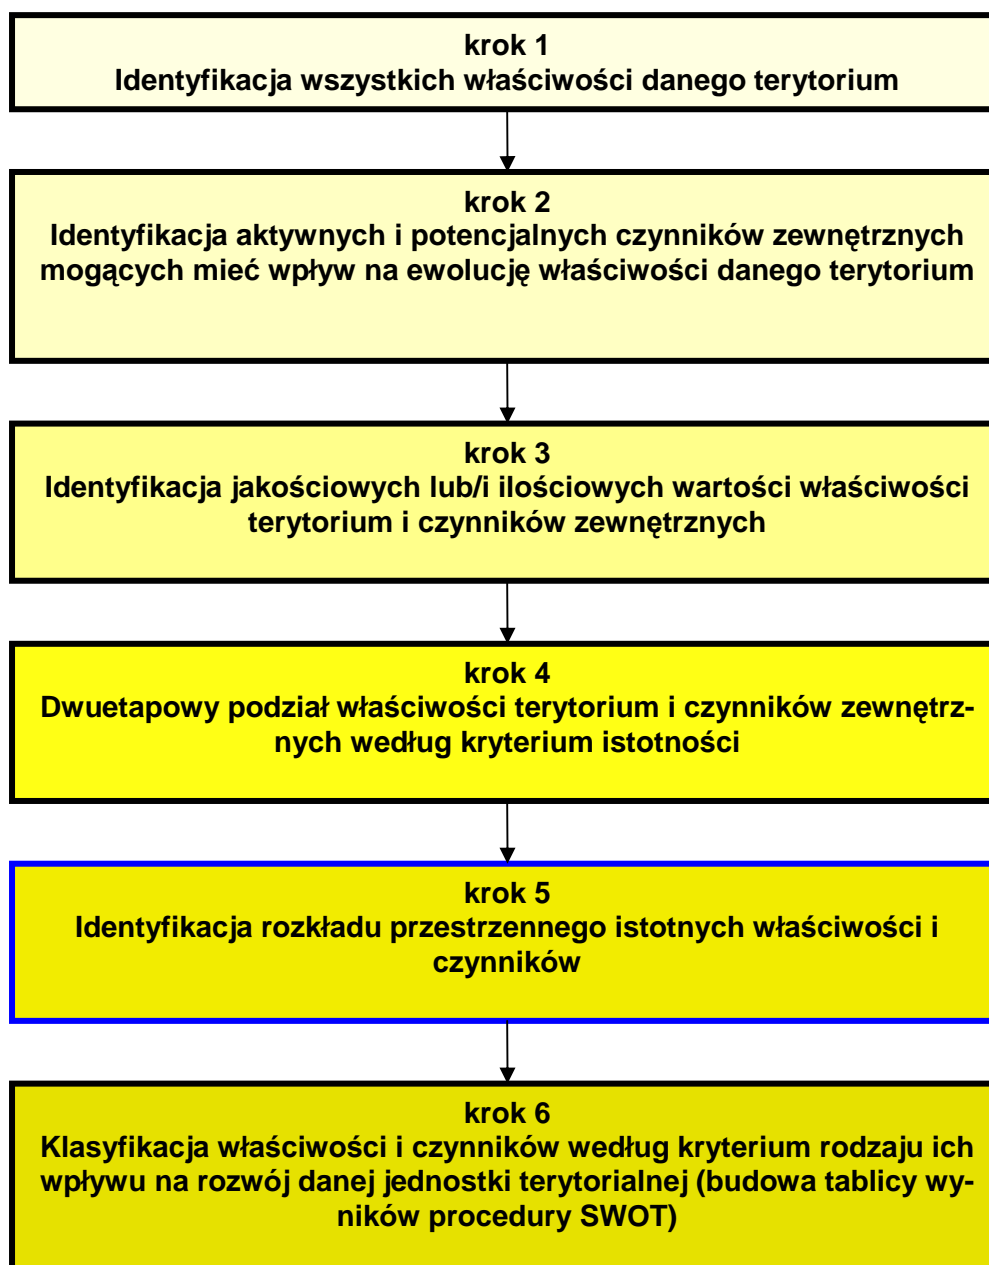 krok 1
Identyfikacja wszystkich właściwości danego terytorium
krok 2
Identyfikacja aktywnych i potencjalnych czynników zewnętrznych
mogących mieć wpływ na ewolucję właściwości danego terytorium
krok 3
Identyfikacja jakościowych lub/i ilościowych wartości właściwości
terytorium i czynników zewnętrznych
krok 4
Dwuetapowy podział właściwości terytorium i czynników zewnętrz-
nych według kryterium istotności
krok 5
Identyfikacja rozkładu przestrzennego istotnych właściwości i
czynników
krok 6
Klasyfikacja właściwości i czynników według kryterium rodzaju ich
wpływu na rozwój danej jednostki terytorialnej (budowa tablicy wy-
ników procedury SWOT)